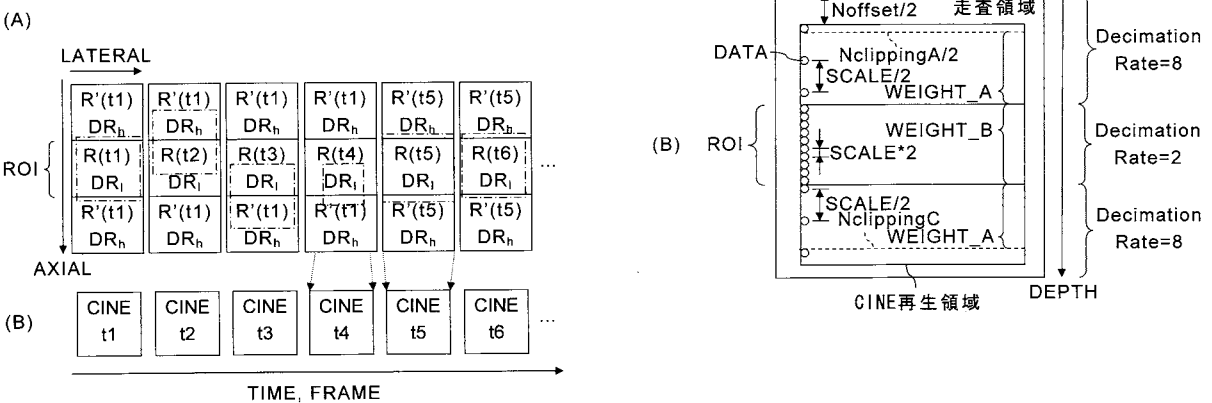 (A)
LATERAL
R'(t1) R'(t1) R'(t1) R'(t1) R'(t5) R'(t5)
DRh DRh DRh DRh DRh DRh
ROI
R(t1) R(t2) R(t3) R(t4) R(t5) R(t6)
...
DRl DRl DRl DRl DRl DRl
R'(t1) R'(t1) R'(t1) R'(t1) R'(t5) R'(t5)
DRh DRh DRh DRh DRh DRh
AXIAL
(B)
CINE CINE CINE CINE CINE CINE
...
t1 t2 t3 t4 t5 t6
TIME, FRAME
Noffset/2
走査領域
DATA
NclippingA/2
SCALE/2
WEIGHT_A
Decimation
Rate=8
(B)
ROI
WEIGHT_B
SCALE*2
Decimation
Rate=2
SCALE/2
NclippingC
WEIGHT_A
Decimation
Rate=8
CINE再生領域
DEPTH